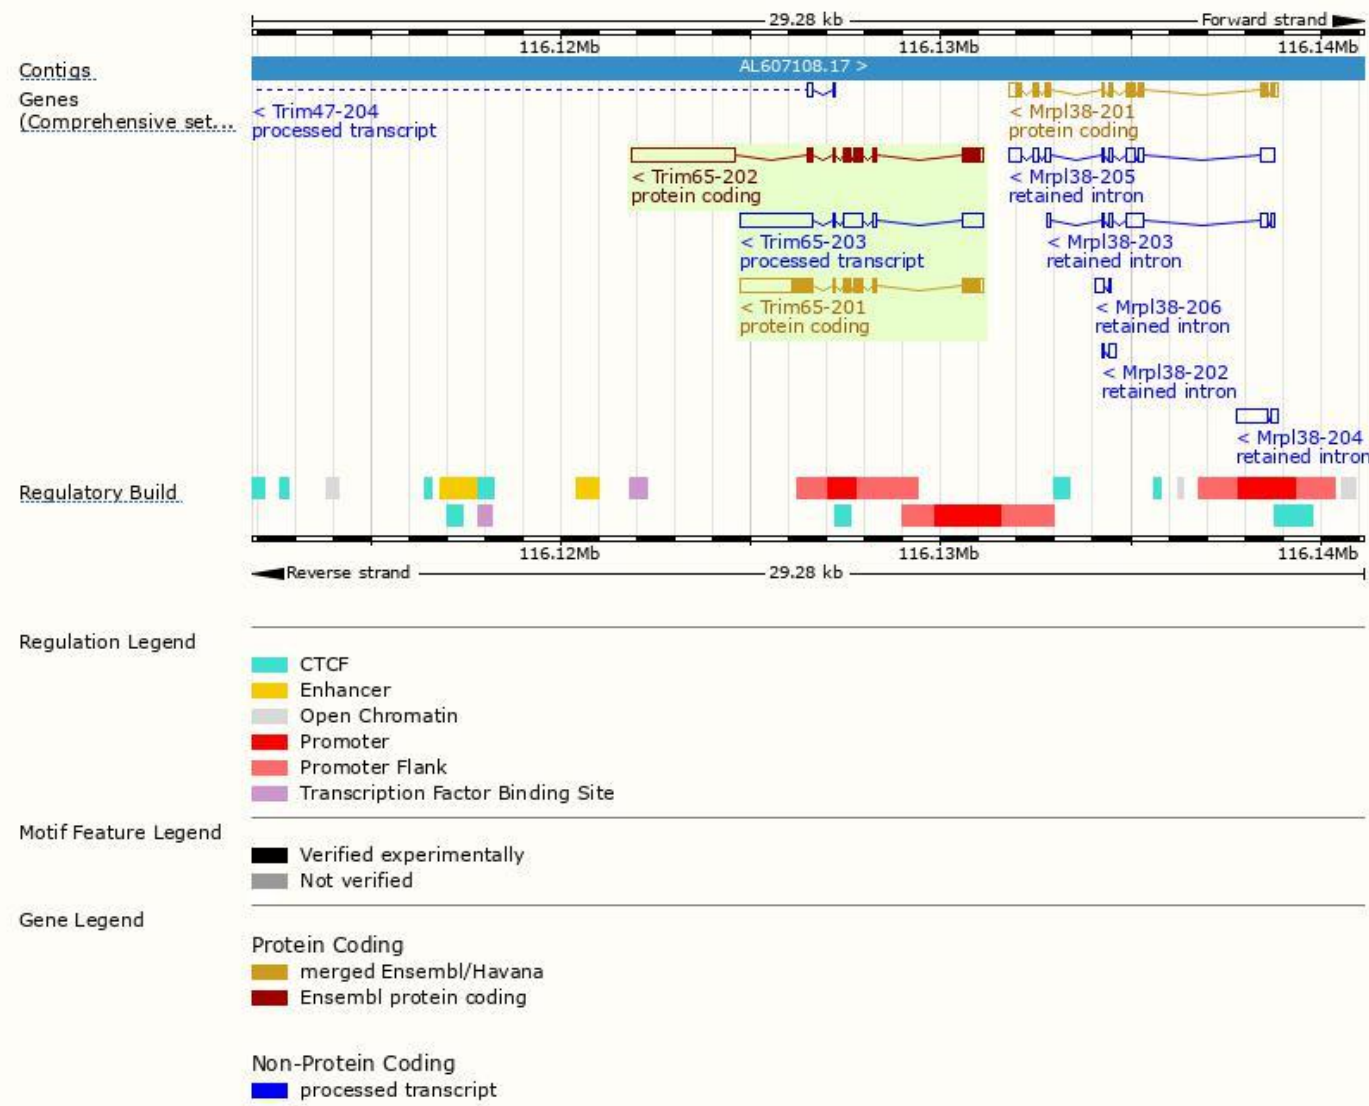 29.28 kb Forward strand
116.12Mb 116.13Mb 116.14Mb
Contigs AL607108.17 >
Genes
(Comprehensive set...
< Trim47-204
processed transcript
< Mrpl38-201
protein coding
< Trim65-202
protein coding
< Mrpl38-205
retained intron
< Trim65-203
processed transcript
< Mrpl38-203
retained intron
< Trim65-201
protein coding
< Mrpl38-206
retained intron
< Mrpl38-202
retained intron
< Mrpl38-204
retained intron
Regulatory Build
116.12Mb 116.13Mb 116.14Mb
Reverse strand 29.28 kb
Regulation Legend
CTCF
Enhancer
Open Chromatin
Promoter
Promoter Flank
Transcription Factor Binding Site
Motif Feature Legend
Verified experimentally
Not verified
Gene Legend
Protein Coding
merged Ensembl/Havana
Ensembl protein coding
Non-Protein Coding
processed transcript